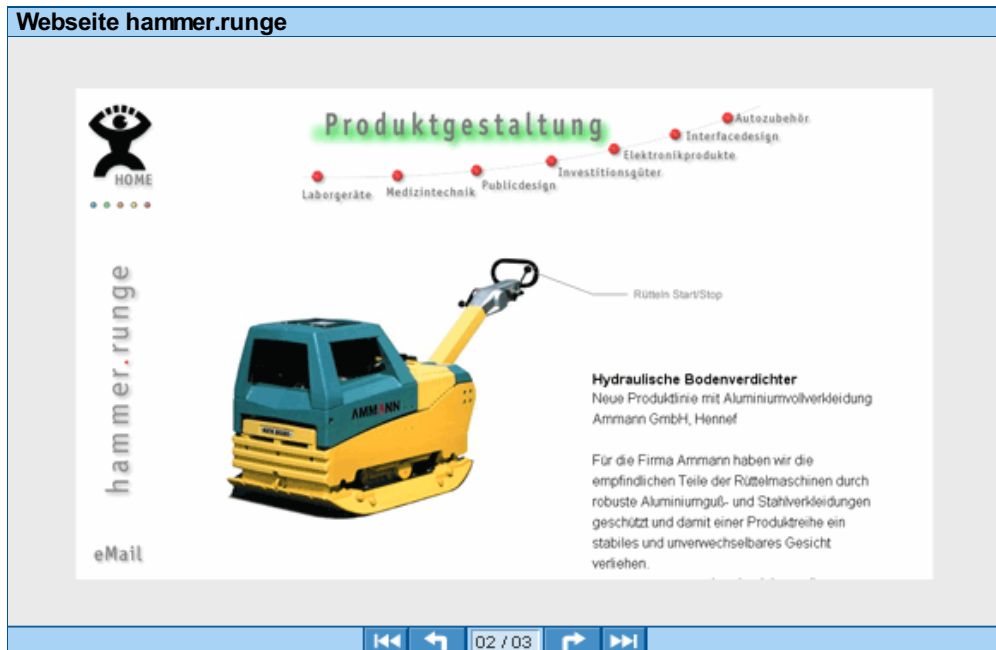 Webseite hammer.runge
Produktgestaltung
HOME
Laborgeräte
Medizintechnik
Publicdesign
Investitionsgüter
Elektronikprodukte
Interfacedesign
Autozubehör
hammer.runge
Rütteln Start/Stop
AMMANN
Hydraulische Bodenverdichter
Neue Produktlinie mit Aluminiumvollverkleidung
Ammann GmbH, Hennef
Für die Firma Ammann haben wir die
empfindlichen Teile der Rüttelmaschinen durch
robuste Aluminiumguß- und Stahlverkleidungen
geschützt und damit einer Produktreihe ein
stabiles und unverwechselbares Gesicht
verliehen.
eMail
02 / 03